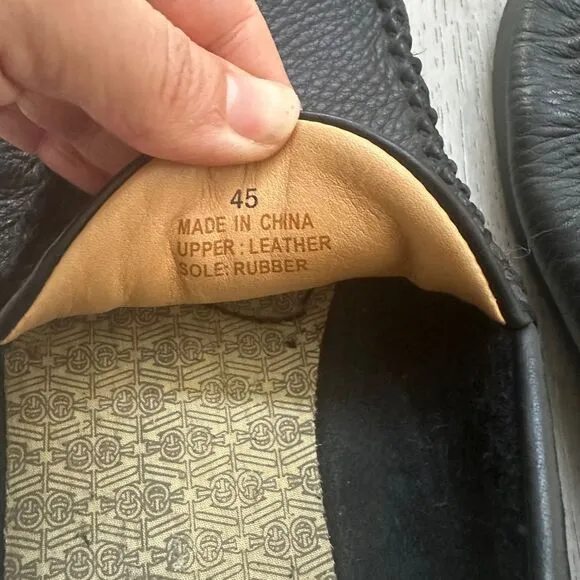 45
MADE IN CHINA
UPPER: LEATHER
SOLE: RUBBER